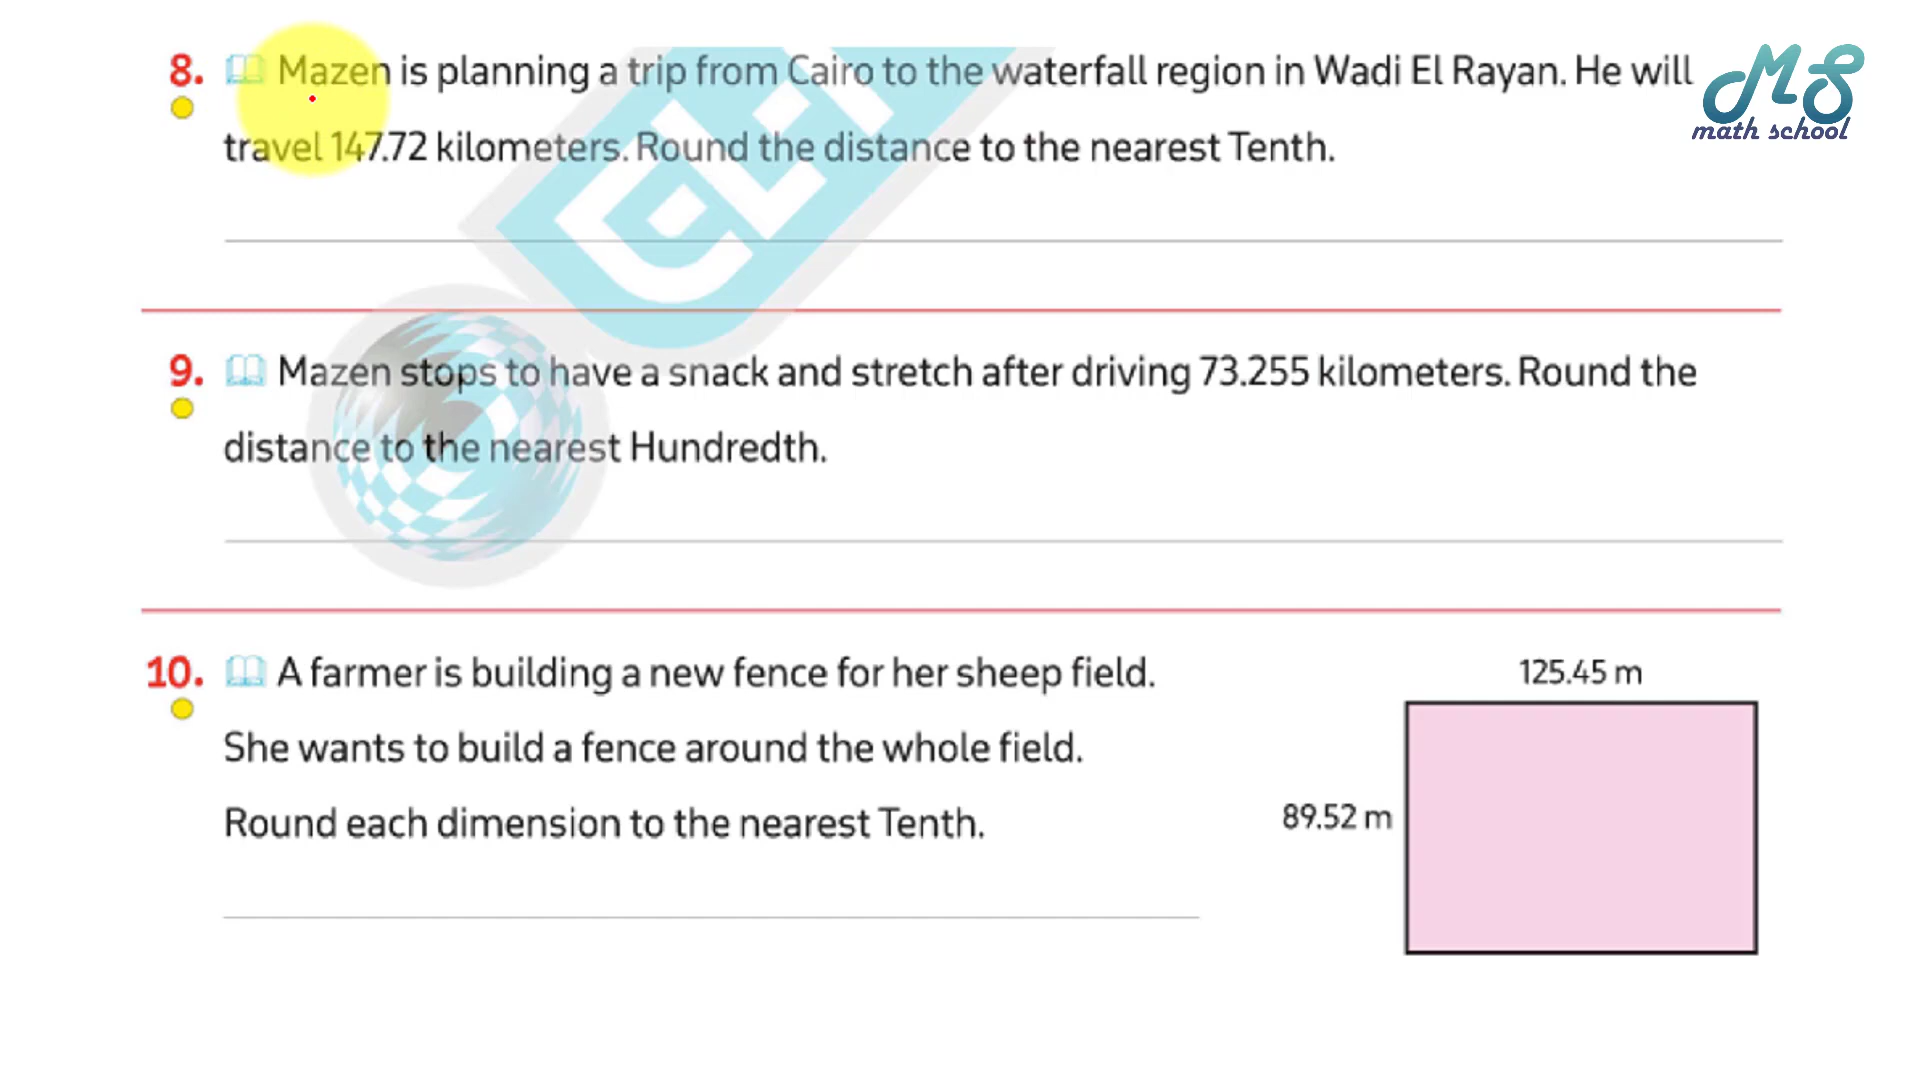 8. Mazen is planning a trip from Cairo to the waterfall region in Wadi El Rayan. He will
travel 147.72 kilometers. Round the distance to the nearest Tenth.
MS
math school
9. Mazen stops to have a snack and stretch after driving 73.255 kilometers. Round the
distance to the nearest Hundredth.
10. A farmer is building a new fence for her sheep field.
She wants to build a fence around the whole field.
Round each dimension to the nearest Tenth.
125.45 m
89.52 m